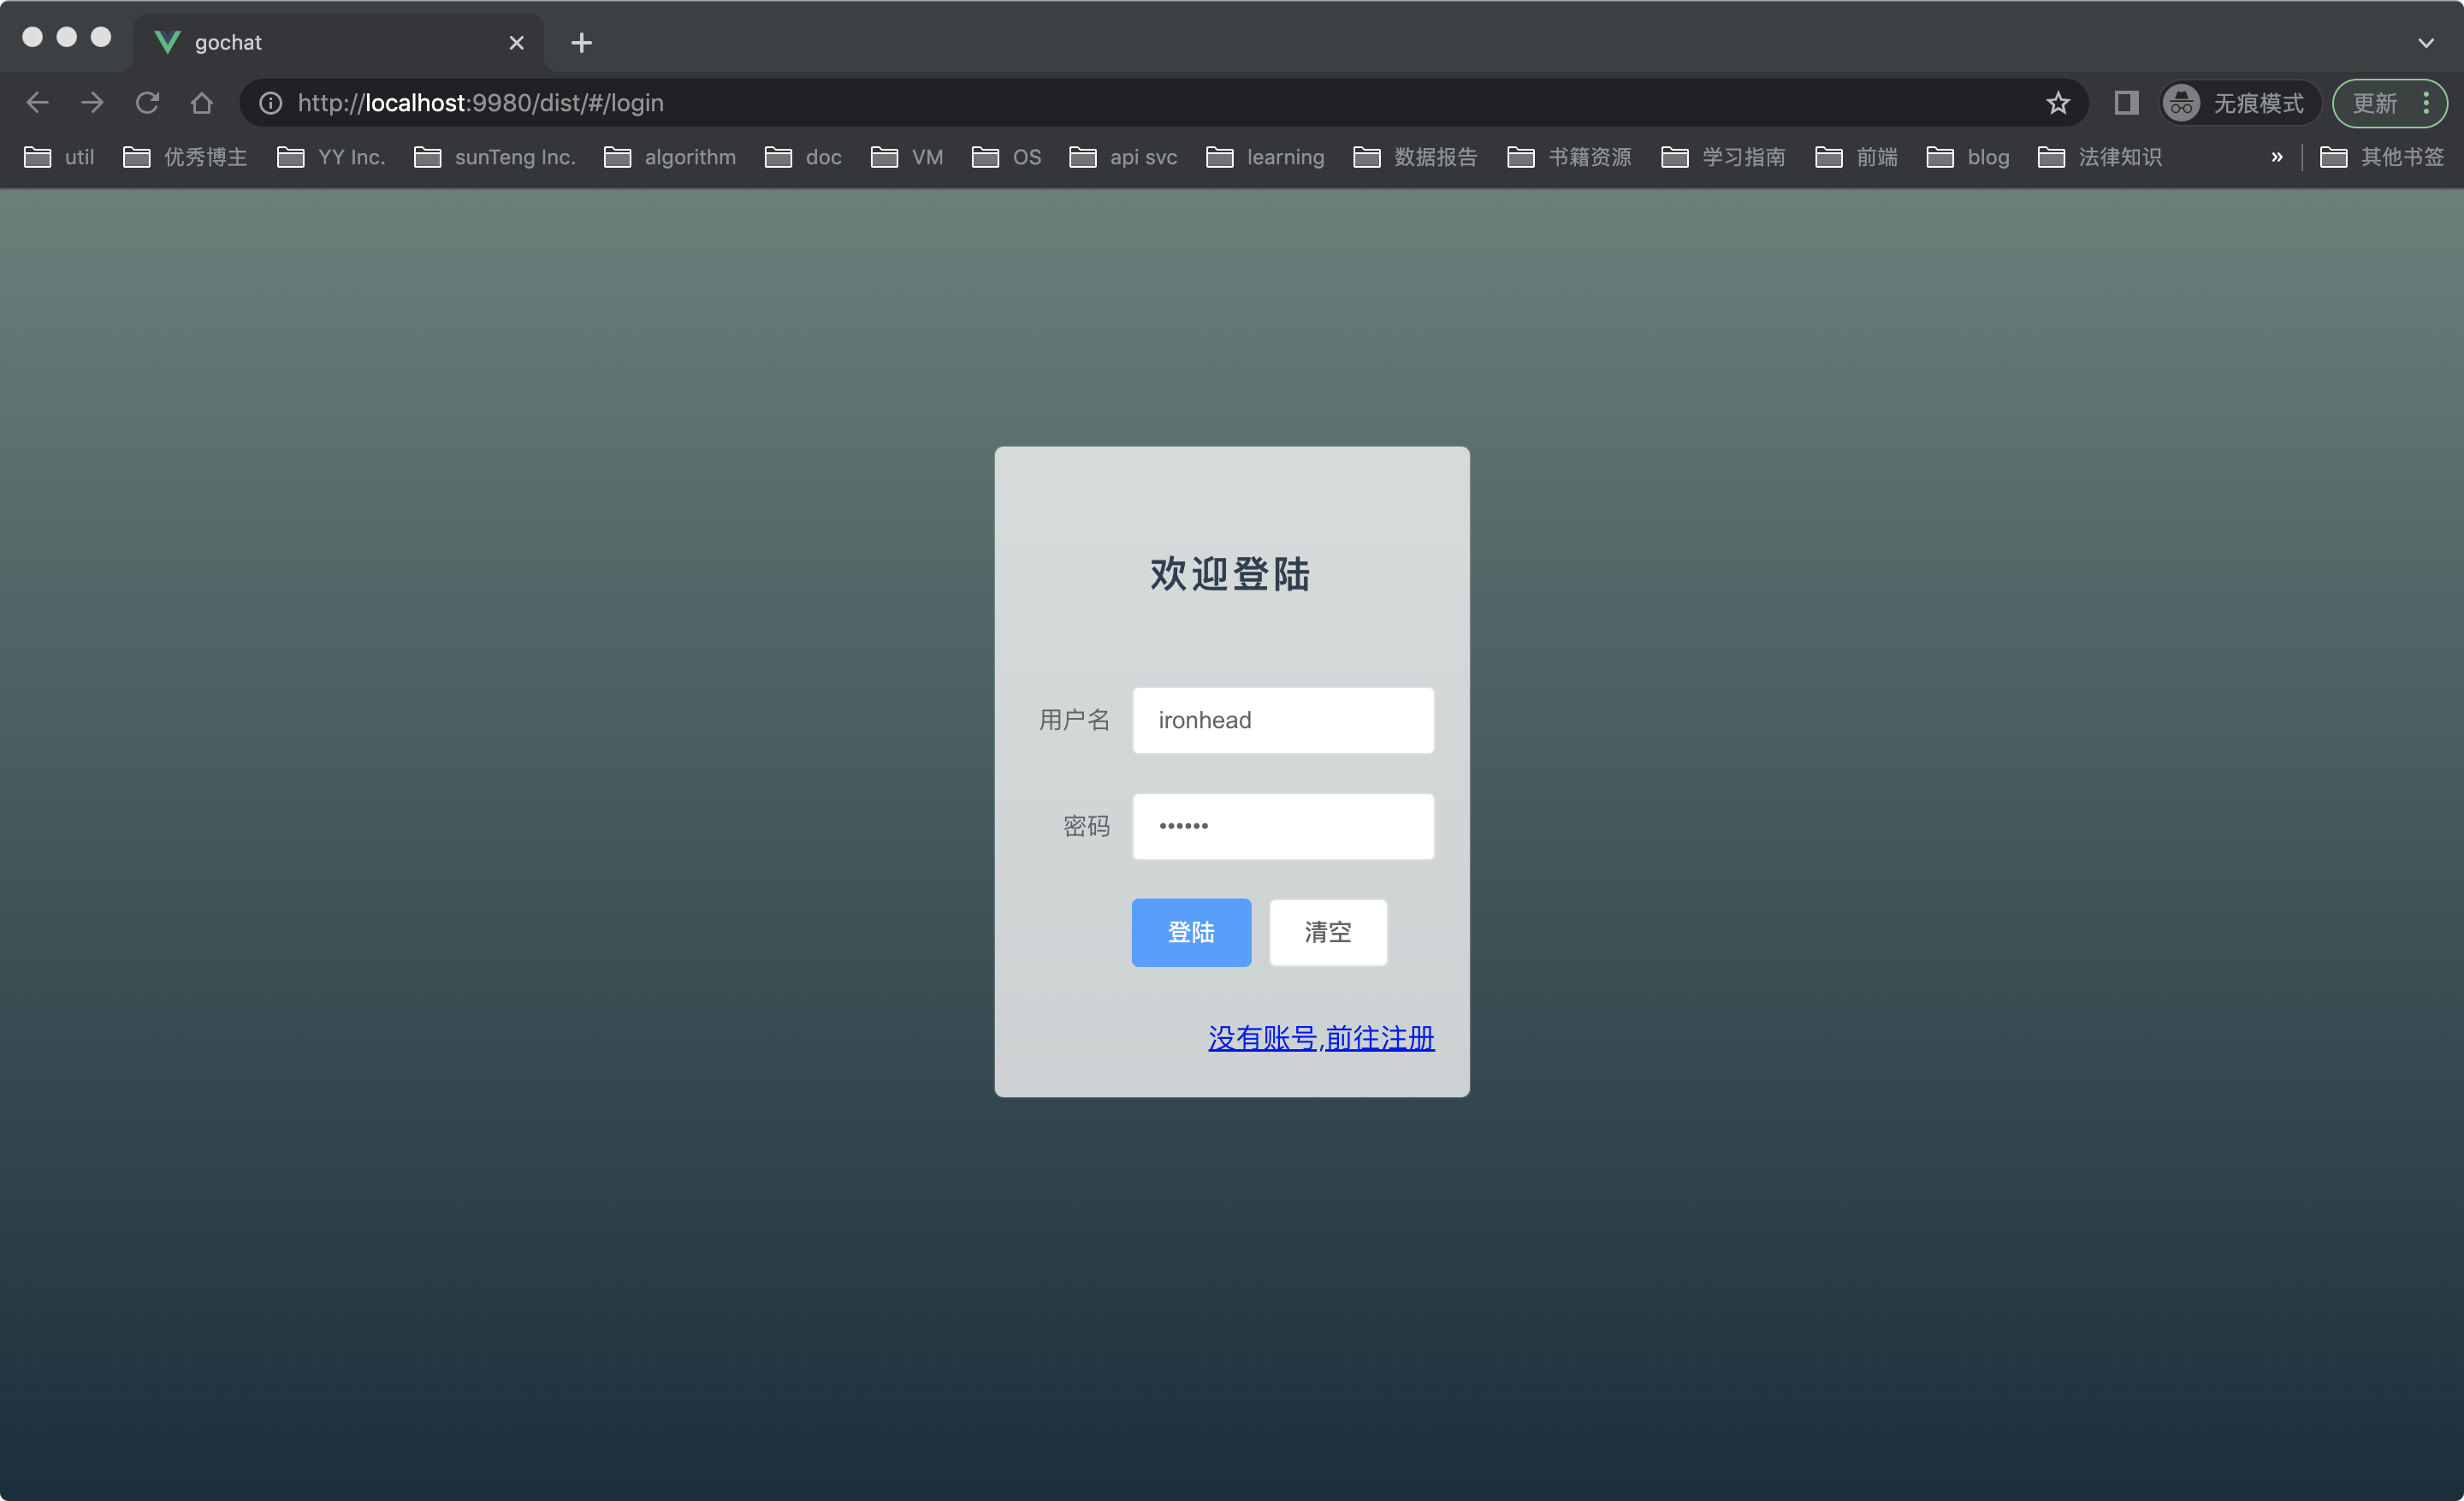 gochat
http://localhost:9980/dist/#/login
无痕模式
更新
util 优秀博主 YY Inc. sunTeng Inc. algorithm doc VM OS api svc learning 数据报告 书籍资源 学习指南 前端 blog 法律知识 » 其他书签
欢迎登陆
用户名 ironhead
密码 ••••••
登陆 清空
没有账号,前往注册